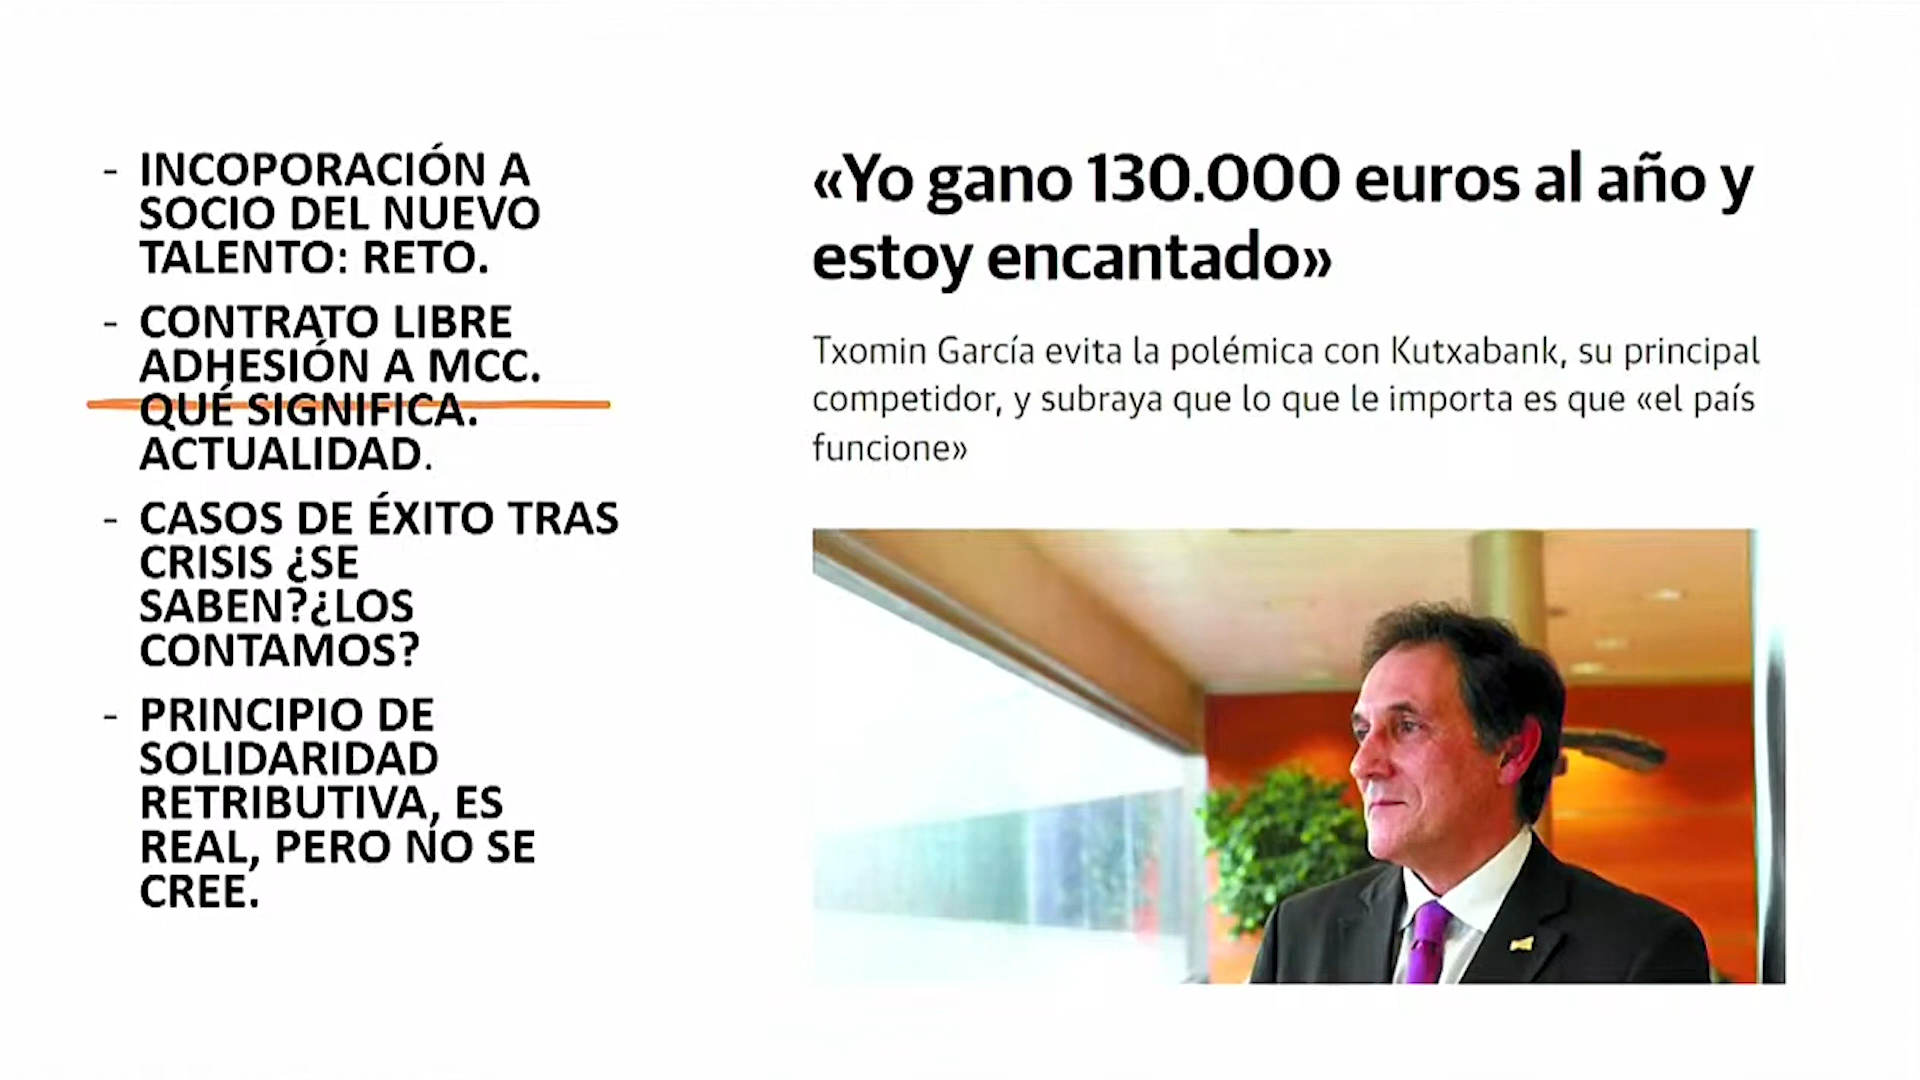 - INCOPORACIÓN A
SOCIO DEL NUEVO
TALENTO: RETO.
- CONTRATO LIBRE
ADHESIÓN A MCC.
QUÉ SIGNIFICA.
ACTUALIDAD.
- CASOS DE ÉXITO TRAS
CRISIS ¿SE
SABEN?¿LOS
CONTAMOS?
- PRINCIPIO DE
SOLIDARIDAD
RETRIBUTIVA, ES
REAL, PERO NO SE
CREE.
«Yo gano 130.000 euros al año y
estoy encantado»
Txomin García evita la polémica con Kutxabank, su principal
competidor, y subraya que lo que le importa es que «el país
funcione»